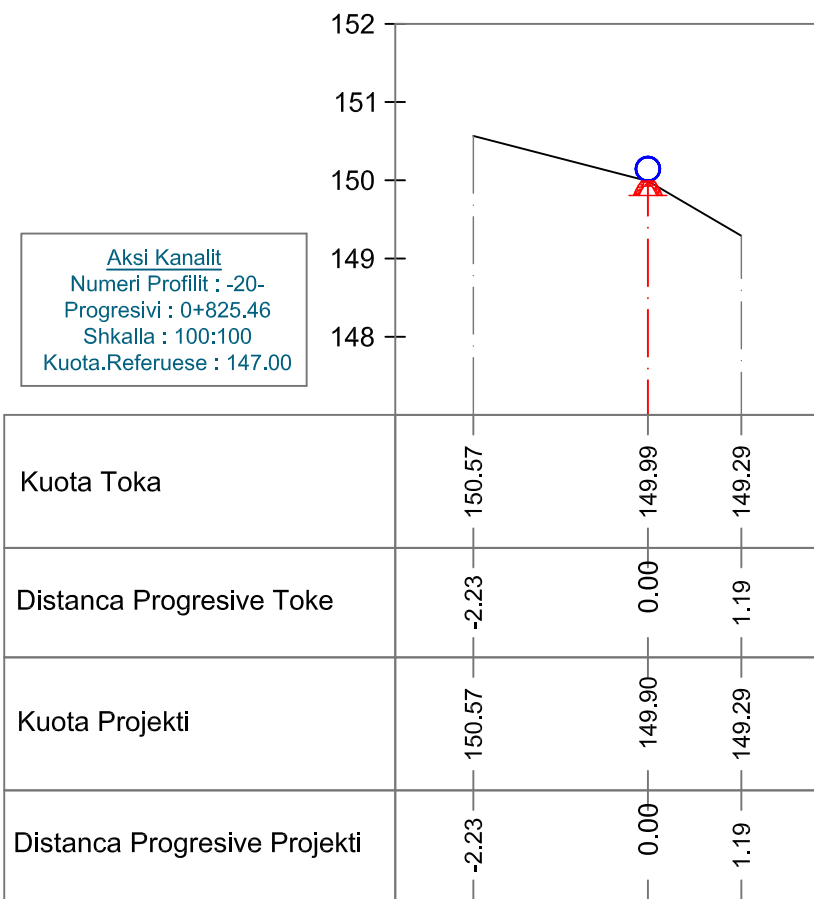 152
151
150
149
148
Aksi Kanalit
Numeri Profilit : -20-
Progresivi : 0+825.46
Shkalla : 100:100
Kuota.Referuese : 147.00
Kuota Toka 150.57 149.99 149.29
Distanca Progresive Toke -2.23 0.00 1.19
Kuota Projekti 150.57 149.90 149.29
Distanca Progresive Projekti -2.23 0.00 1.19